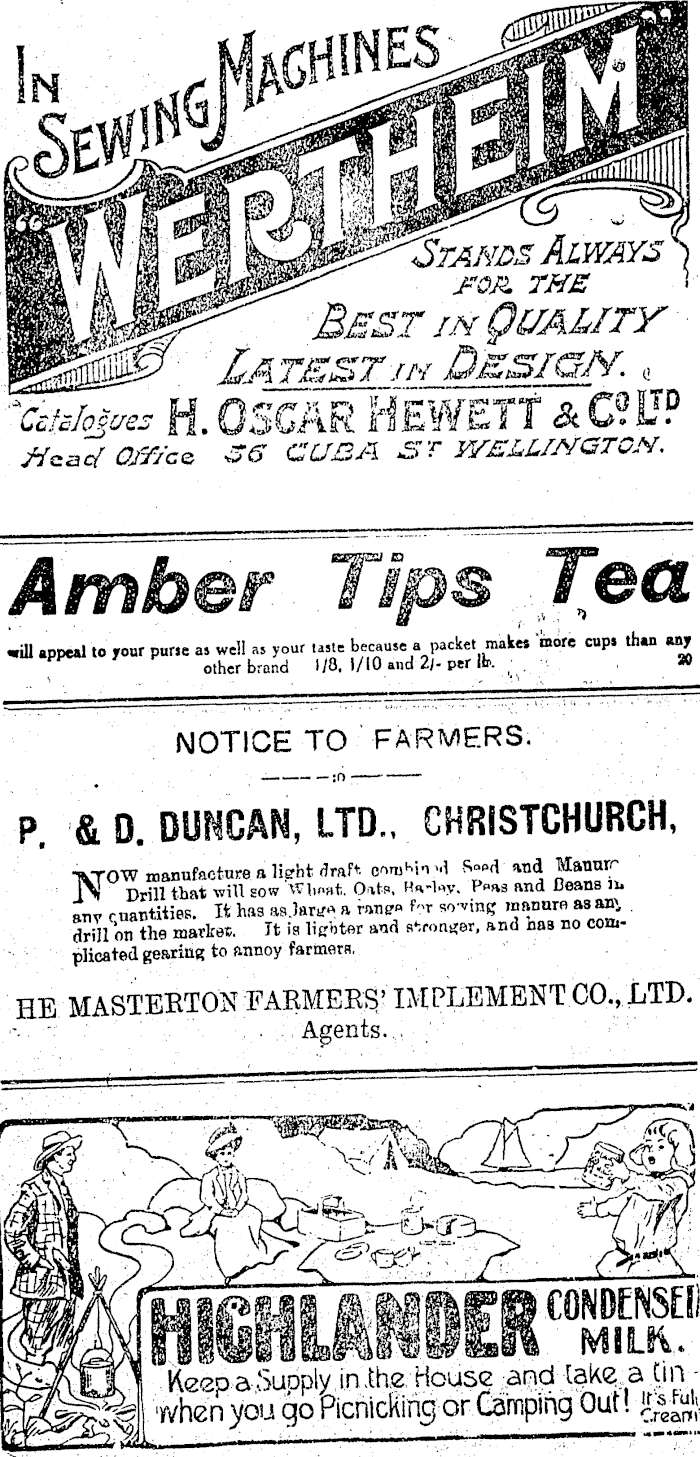 IN
SEWING MACHINES
"WERTHEIM"
STANDS ALWAYS
FOR THE
BEST IN QUALITY
LATEST IN DESIGN.
Catalogues H. OSCAR HEWETT & Co. LTD.
Head Office 56 CUBA ST WELLINGTON.
Amber Tips Tea
will appeal to your purse as well as your taste because a packet makes more cups than any
other brand 1/8, 1/10 and 2/- per lb.
20
NOTICE TO FARMERS.
———:o———
P. & D. DUNCAN, LTD., CHRISTCHURCH,
NOW manufacture a light draft combined Seed and Manure
Drill that will sow Wheat, Oats, Barley, Peas and Beans in
any quantities. It has as large a range for sowing manure as any
drill on the market. It is lighter and stronger, and has no com-
plicated gearing to annoy farmers.
HE MASTERTON FARMERS' IMPLEMENT CO., LTD.
Agents.
HIGHLANDER CONDENSED
MILK.
Keep a Supply in the House and take a tin
when you go Picnicking or Camping Out! It's Full
Cream